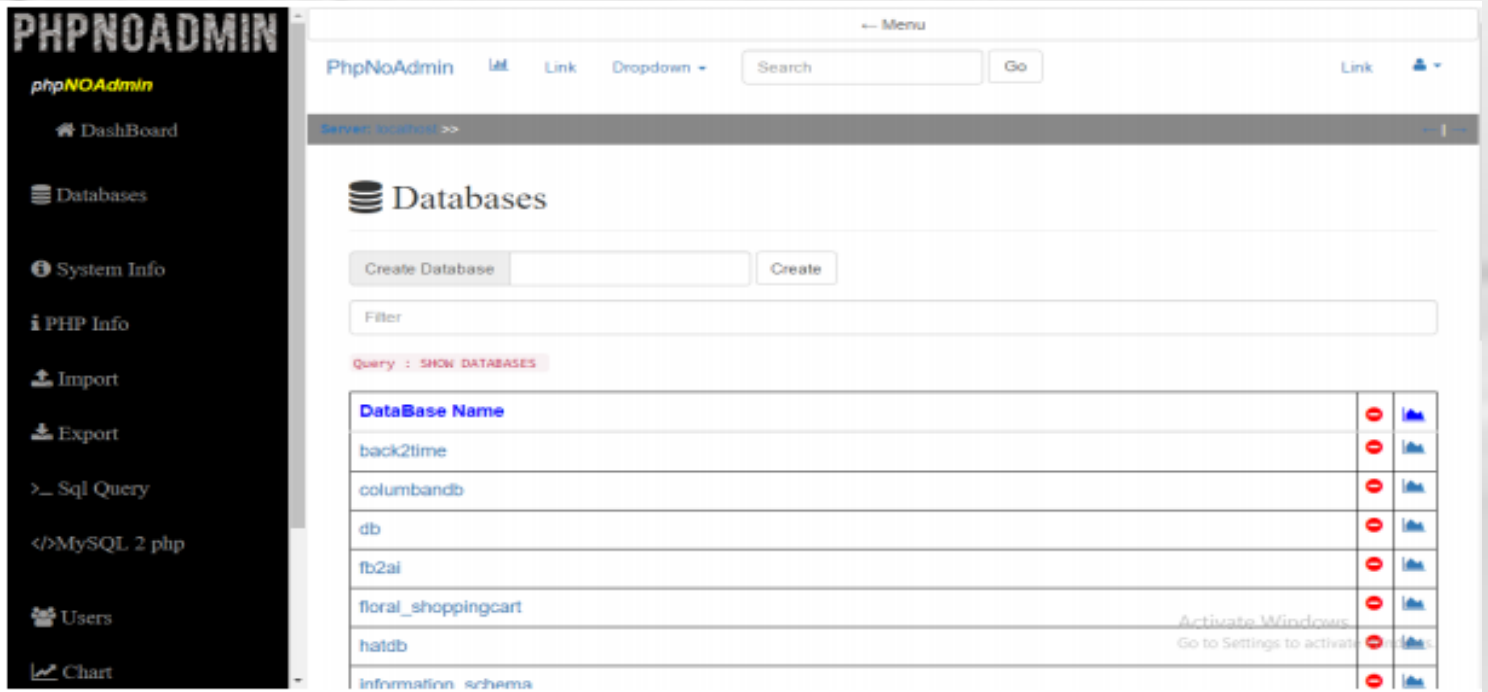 PHPNOADMIN
phpNOAdmin
DashBoard
Databases
System Info
PHP Info
Import
Export
>_ Sql Query
</>MySQL 2 php
Users
Chart
← Menu
PhpNoAdmin Link Dropdown Search Go Link
Server: localhost >> ← | →
Databases
Create Database Create
Filter
Query : SHOW DATABASES
DataBase Name
back2time
columbandb
db
fb2ai
floral_shoppingcart
hatdb
information_schema
Activate Windows
Go to Settings to activate Windows.